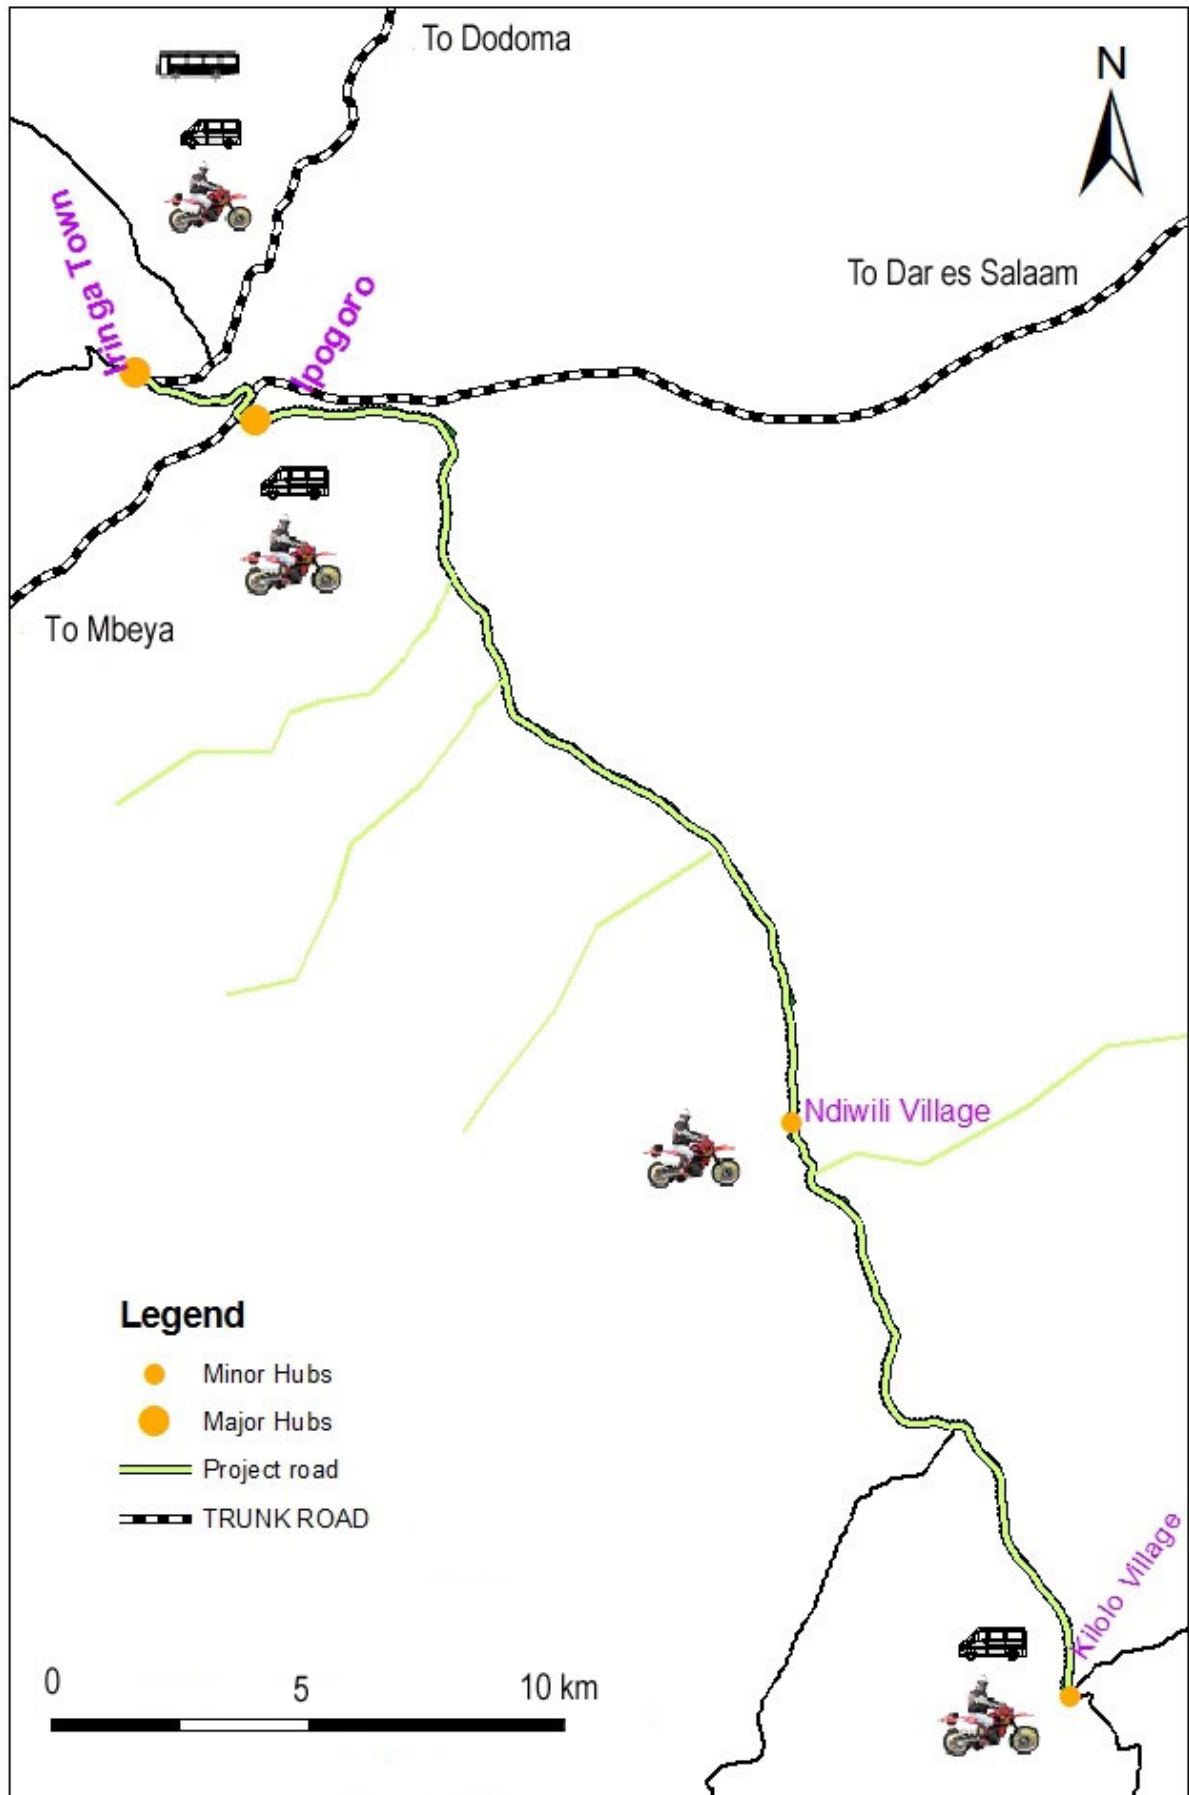 To Dodoma
N
Iringa Town
To Dar es Salaam
Ipogoro
To Mbeya
Ndiwili Village
Legend
Minor Hubs
Major Hubs
Project road
TRUNK ROAD
Kilolo Village
0 5 10 km